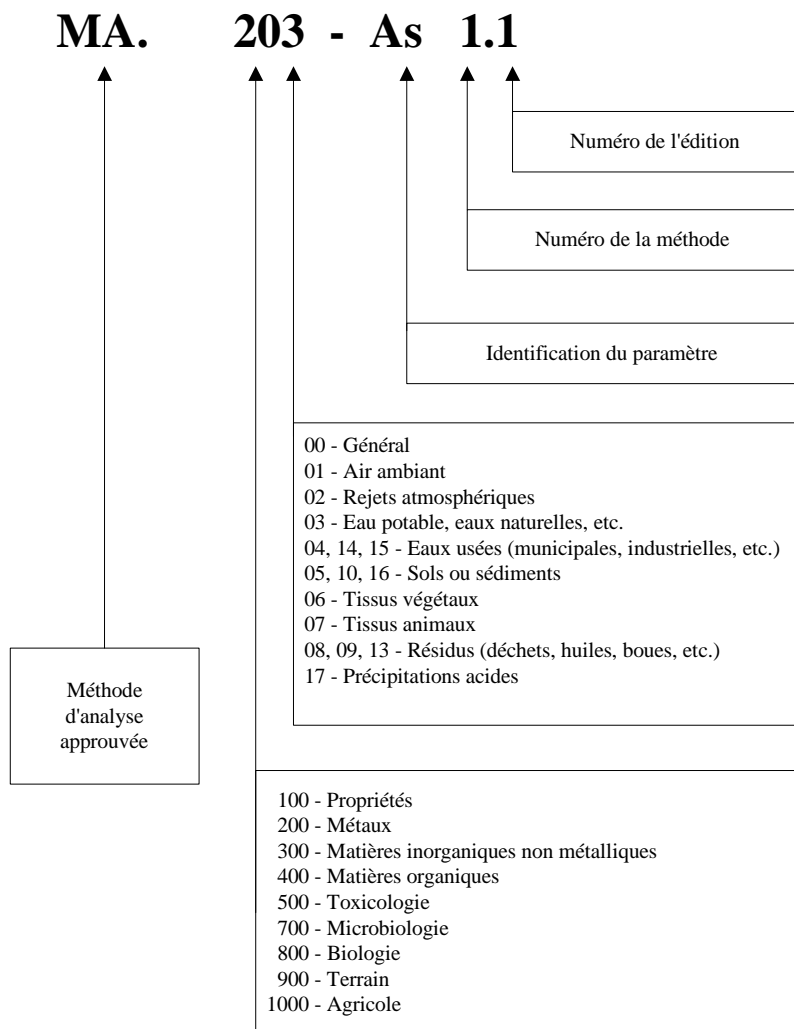 MA. 203 - As 1.1
Numéro de l'édition
Numéro de la méthode
Identification du paramètre
00 - Général
01 - Air ambiant
02 - Rejets atmosphériques
03 - Eau potable, eaux naturelles, etc.
04, 14, 15 - Eaux usées (municipales, industrielles, etc.)
05, 10, 16 - Sols ou sédiments
06 - Tissus végétaux
07 - Tissus animaux
08, 09, 13 - Résidus (déchets, huiles, boues, etc.)
17 - Précipitations acides
Méthode
d'analyse
approuvée
100 - Propriétés
200 - Métaux
300 - Matières inorganiques non métalliques
400 - Matières organiques
500 - Toxicologie
700 - Microbiologie
800 - Biologie
900 - Terrain
1000 - Agricole